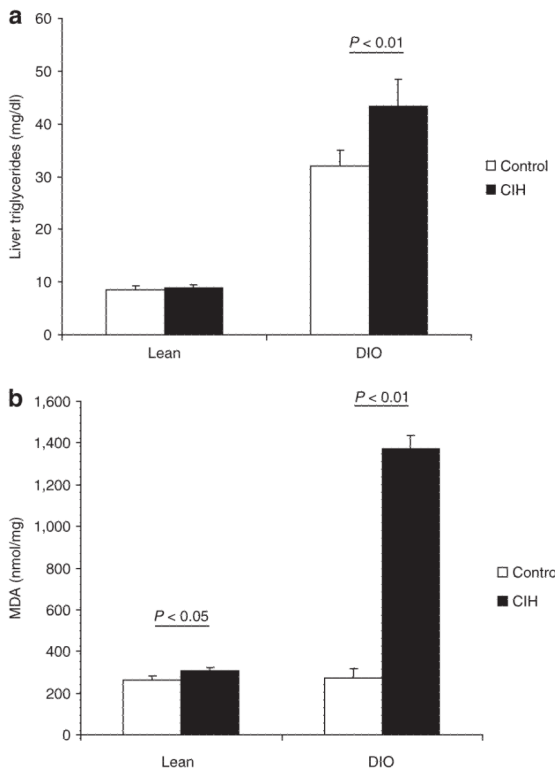 a
60
50
40
30
20
10
0
Liver triglycerides (mg/dl)
P < 0.01
Control
CIH
Lean
DIO
b
1,600
1,400
1,200
1,000
800
600
400
200
0
MDA (nmol/mg)
P < 0.05
P < 0.01
Contro
CIH
Lean
DIO